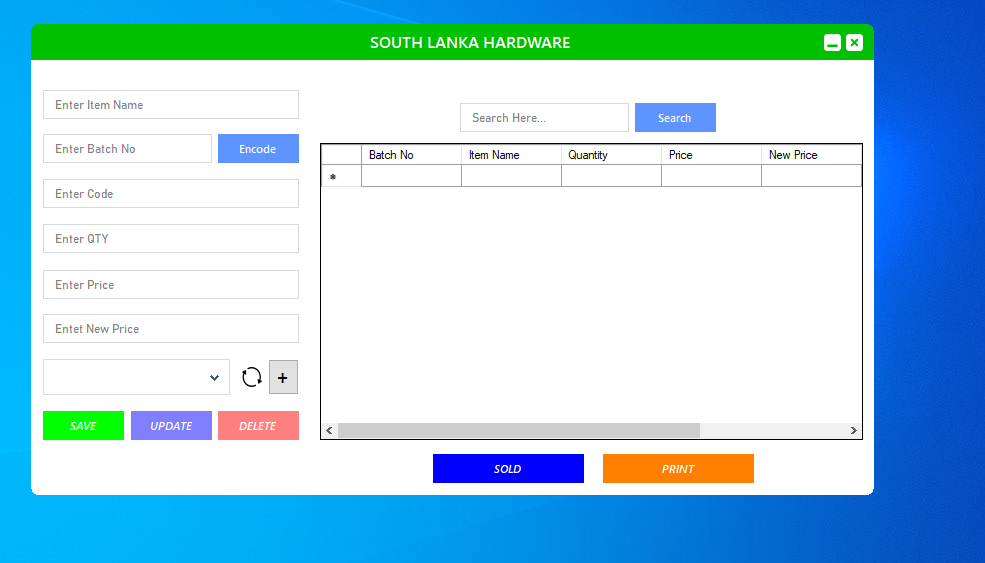 SOUTH LANKA HARDWARE
Enter Item Name
Enter Batch No
Encode
Enter Code
Enter QTY
Enter Price
Entet New Price
+
SAVE
UPDATE
DELETE
Search Here...
Search
Batch No Item Name Quantity Price New Price
*
SOLD
PRINT